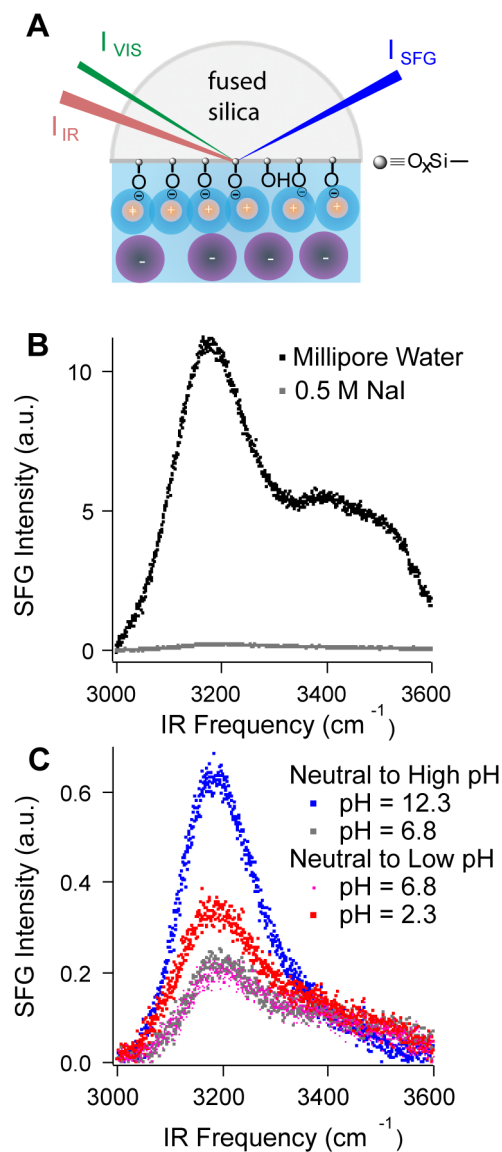 A
I VIS
I SFG
I IR
fused
silica
≡OxSi—
O O O O OHO O
⊖ ⊖ ⊖ ⊖ ⊖ ⊖
+ + + + + +
- - - -
B
10
5
0
SFG Intensity (a.u.)
Millipore Water
0.5 M NaI
3000 3200 3400 3600
IR Frequency (cm -1)
C
0.6
0.4
0.2
0.0
SFG Intensity (a.u.)
Neutral to High pH
pH = 12.3
pH = 6.8
Neutral to Low pH
pH = 6.8
pH = 2.3
3000 3200 3400 3600
IR Frequency (cm -1)